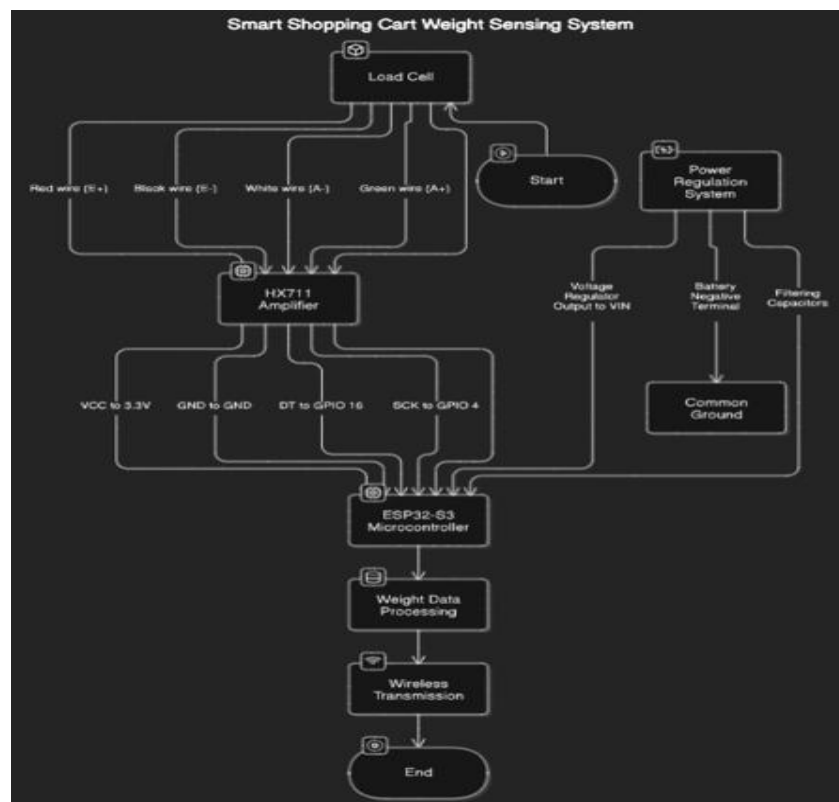 Smart Shopping Cart Weight Sensing System
Load Cell
Start
Power
Regulation
System
Red wire (E+)
Black wire (E-)
White wire (A-)
Green wire (A+)
HX711
Amplifier
Voltage
Regulator
Output to VIN
Battery
Negative
Terminal
Filtering
Capacitors
VCC to 3.3V
GND to GND
DT to GPIO 16
SCK to GPIO 4
Common
Ground
ESP32-S3
Microcontroller
Weight Data
Processing
Wireless
Transmission
End